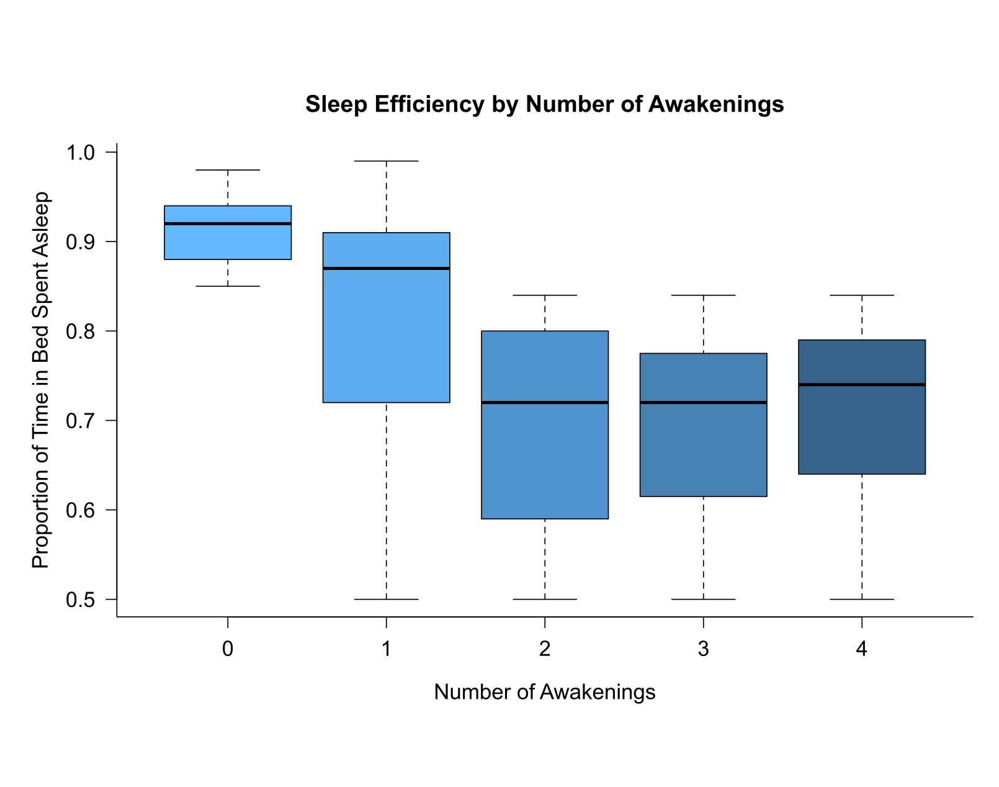 Sleep Efficiency by Number of Awakenings
Proportion of Time in Bed Spent Asleep
1.0
0.9
0.8
0.7
0.6
0.5
0 1 2 3 4
Number of Awakenings